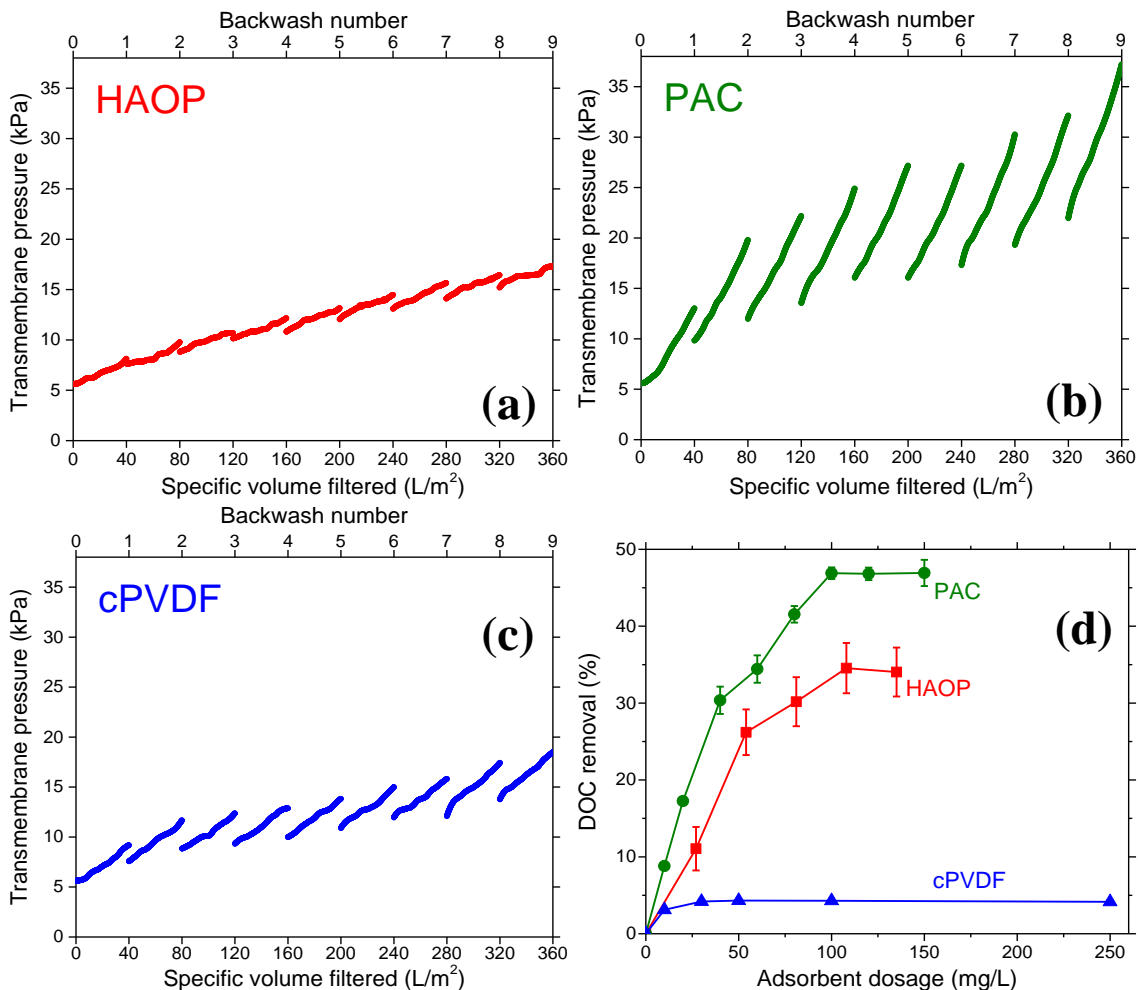 Backwash number
0 1 2 3 4 5 6 7 8 9
Transmembrane pressure (kPa)
35
30
25
20
15
10
5
0
HAOP
(a)
0 40 80 120 160 200 240 280 320 360
Specific volume filtered (L/m²)
Backwash number
0 1 2 3 4 5 6 7 8 9
Transmembrane pressure (kPa)
35
30
25
20
15
10
5
0
PAC
(b)
0 40 80 120 160 200 240 280 320 360
Specific volume filtered (L/m²)
Backwash number
0 1 2 3 4 5 6 7 8 9
Transmembrane pressure (kPa)
35
30
25
20
15
10
5
0
cPVDF
(c)
0 40 80 120 160 200 240 280 320 360
Specific volume filtered (L/m²)
DOC removal (%)
50
40
30
20
10
0
PAC
(d)
HAOP
cPVDF
0 50 100 150 200 250
Adsorbent dosage (mg/L)